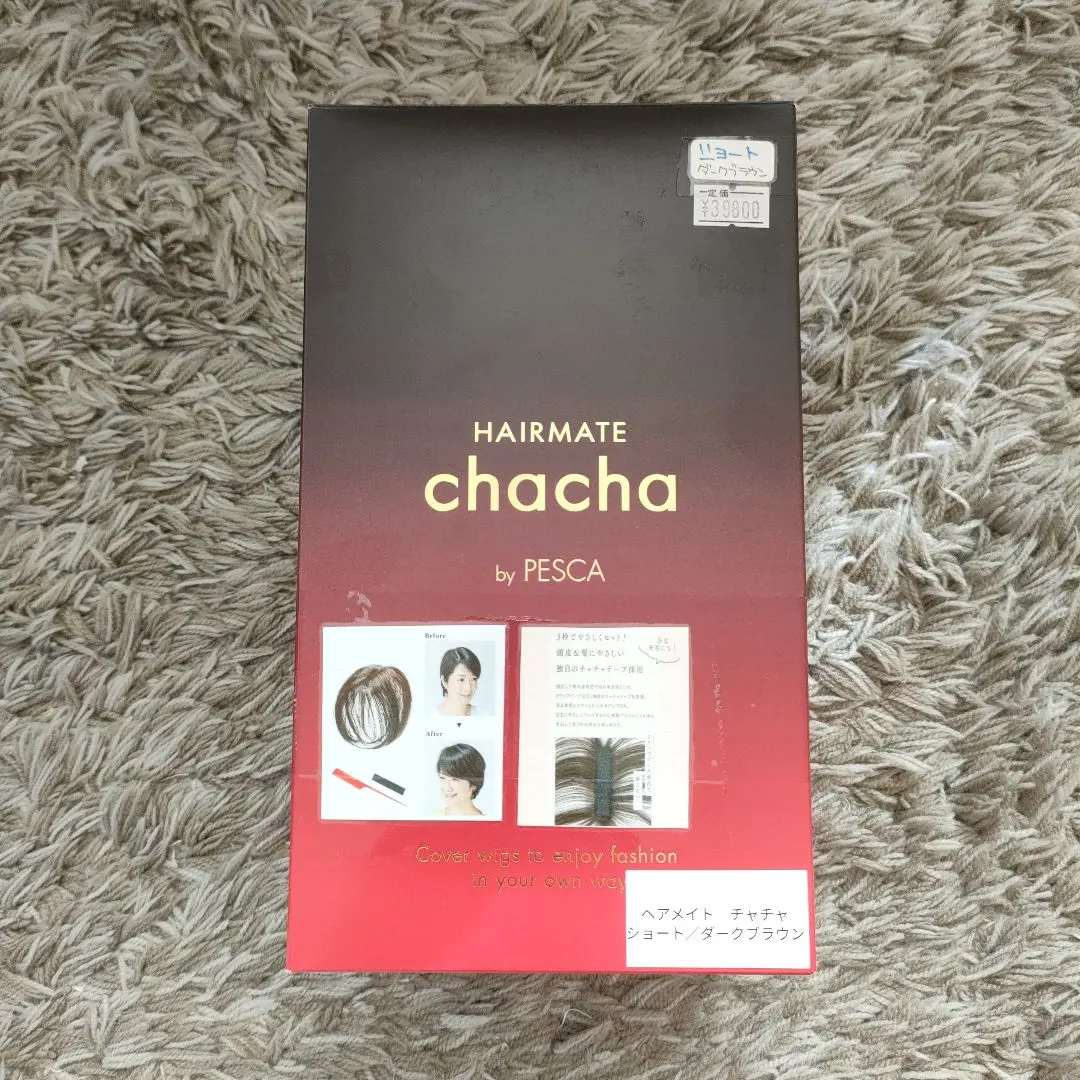 ショート
ダークブラウン
定価
¥39800
HAIRMATE
chacha
by PESCA
Before
After
3秒でやさしくセット!
頭皮&髪にやさしい
独自のチャチャテープ採用
Cover wigs to enjoy fashion
in your own way
ヘアメイト チャチャ
ショート/ダークブラウン